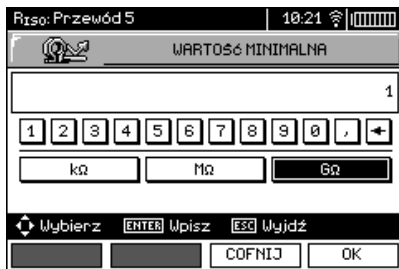 RISO: Przewód 5 10:21
WARTOŚĆ MINIMALNA
1
1 2 3 4 5 6 7 8 9 0 , ←
kΩ MΩ GΩ
Wybierz ENTER Wpisz ESC Wyjdź
COFNIJ OK